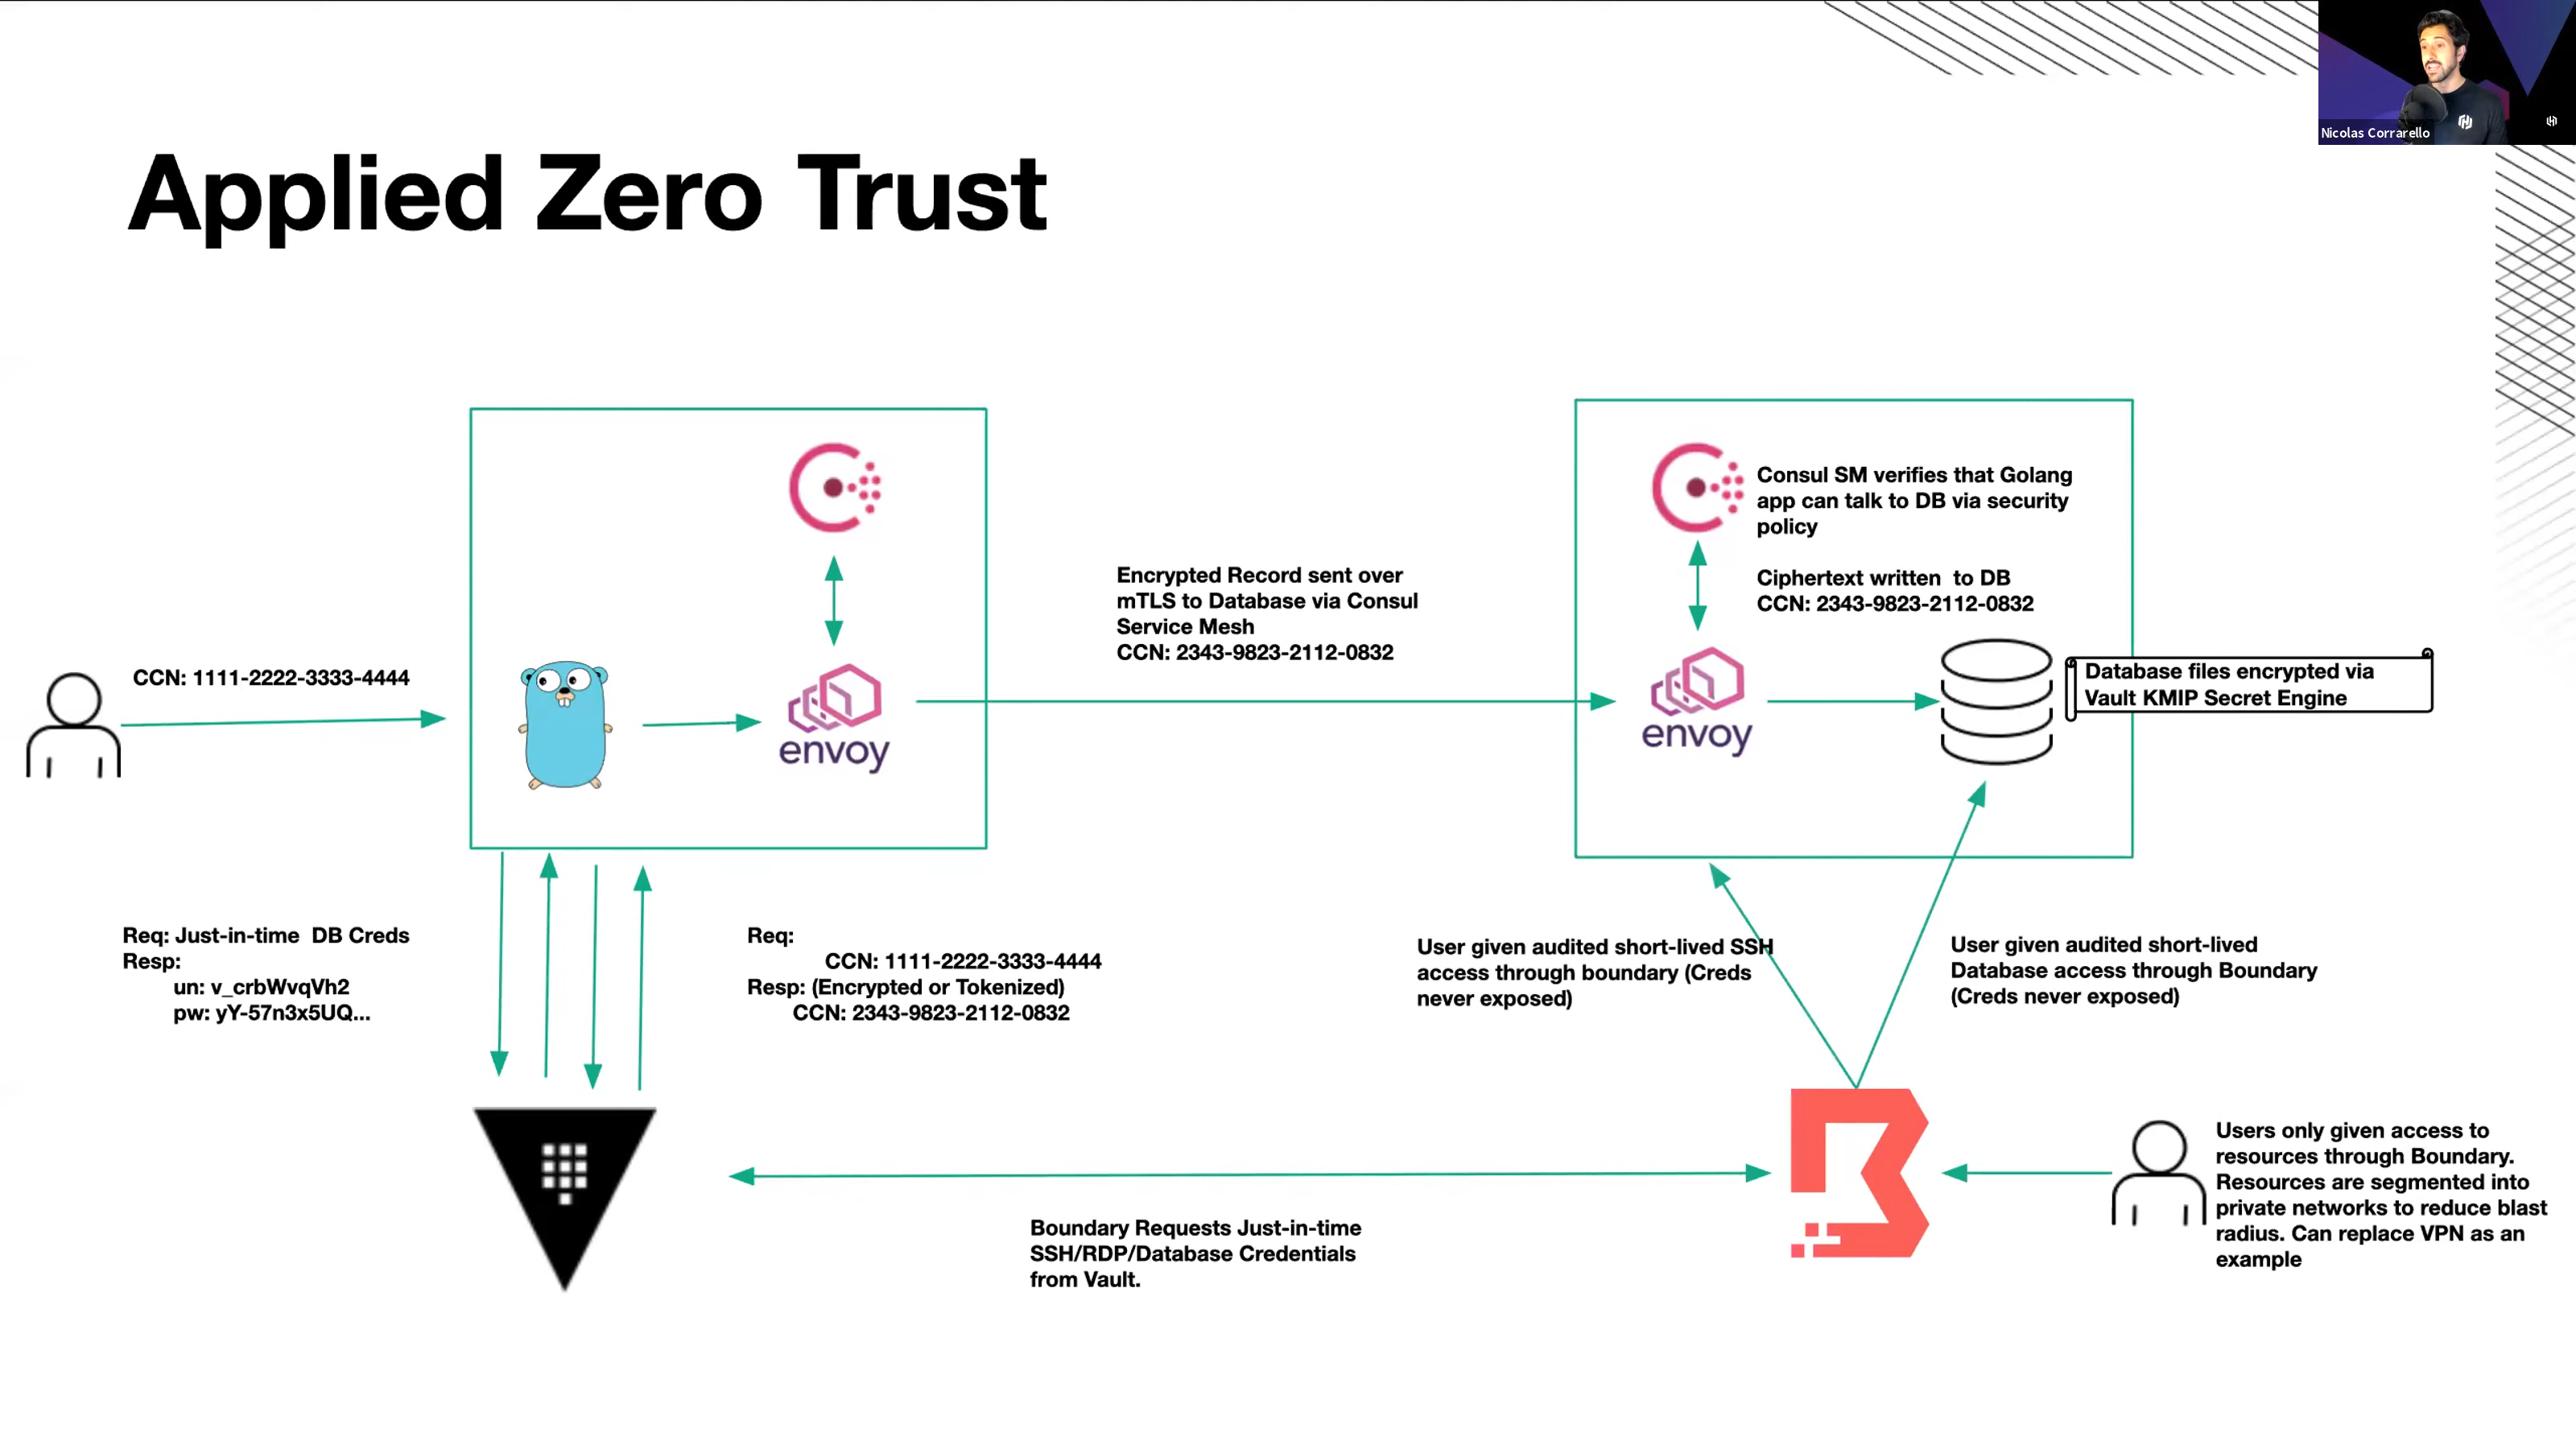 Nicolas Corrarello
Applied Zero Trust
Consul SM verifies that Golang
app can talk to DB via security
policy
Ciphertext written  to DB
CCN: 2343-9823-2112-0832
Encrypted Record sent over
mTLS to Database via Consul
Service Mesh
CCN: 2343-9823-2112-0832
CCN: 1111-2222-3333-4444
envoy
envoy
Database files encrypted via
Vault KMIP Secret Engine
Req: Just-in-time  DB Creds
Resp:
un: v_crbWvqVh2
pw: yY-57n3x5UQ...
Req:
CCN: 1111-2222-3333-4444
Resp: (Encrypted or Tokenized)
CCN: 2343-9823-2112-0832
User given audited short-lived SSH
access through boundary (Creds
never exposed)
User given audited short-lived
Database access through Boundary
(Creds never exposed)
Boundary Requests Just-in-time
SSH/RDP/Database Credentials
from Vault.
Users only given access to
resources through Boundary.
Resources are segmented into
private networks to reduce blast
radius. Can replace VPN as an
example